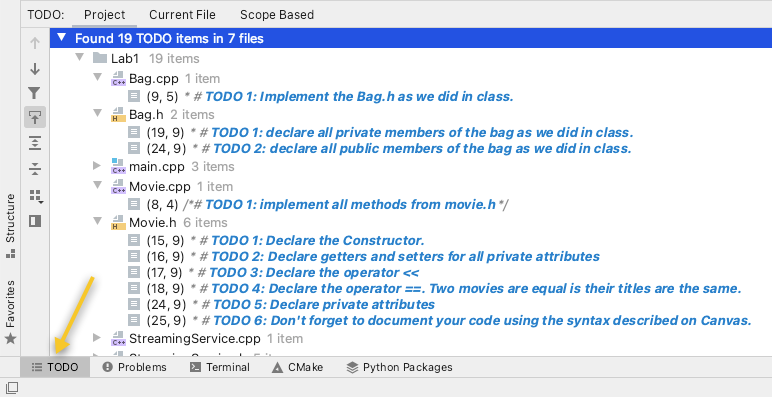 TODO: Project Current File Scope Based
Found 19 TODO items in 7 files
Lab1 19 items
Bag.cpp 1 item
(9, 5) * # TODO 1: Implement the Bag.h as we did in class.
Bag.h 2 items
(19, 9) * # TODO 1: declare all private members of the bag as we did in class.
(24, 9) * # TODO 2: declare all public members of the bag as we did in class.
main.cpp 3 items
Movie.cpp 1 item
(8, 4) /*# TODO 1: implement all methods from movie.h*/
Movie.h 6 items
(15, 9) * # TODO 1: Declare the Constructor.
(16, 9) * # TODO 2: Declare getters and setters for all private attributes
(17, 9) * # TODO 3: Declare the operator <<
(18, 9) * # TODO 4: Declare the operator ==. Two movies are equal is their titles are the same.
(24, 9) * # TODO 5: Declare private attributes
(25, 9) * # TODO 6: Don't forget to document your code using the syntax described on Canvas.
StreamingService.cpp 1 item
Structure
Favorites
TODO Problems Terminal CMake Python Packages